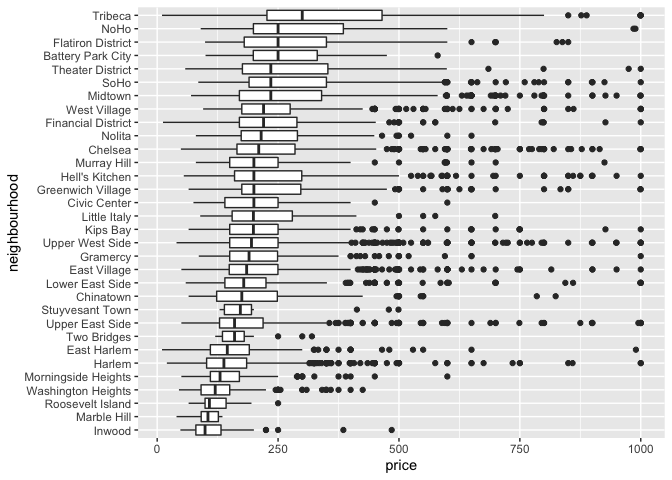 Tribeca
NoHo
Flatiron District
Battery Park City
Theater District
SoHo
Midtown
West Village
Financial District
Nolita
Chelsea
Murray Hill
Hell's Kitchen
Greenwich Village
Civic Center
Little Italy
Kips Bay
Upper West Side
Gramercy
East Village
Lower East Side
Chinatown
Stuyvesant Town
Upper East Side
Two Bridges
East Harlem
Harlem
Morningside Heights
Washington Heights
Roosevelt Island
Marble Hill
Inwood
neighbourhood
0 250 500 750 1000
price